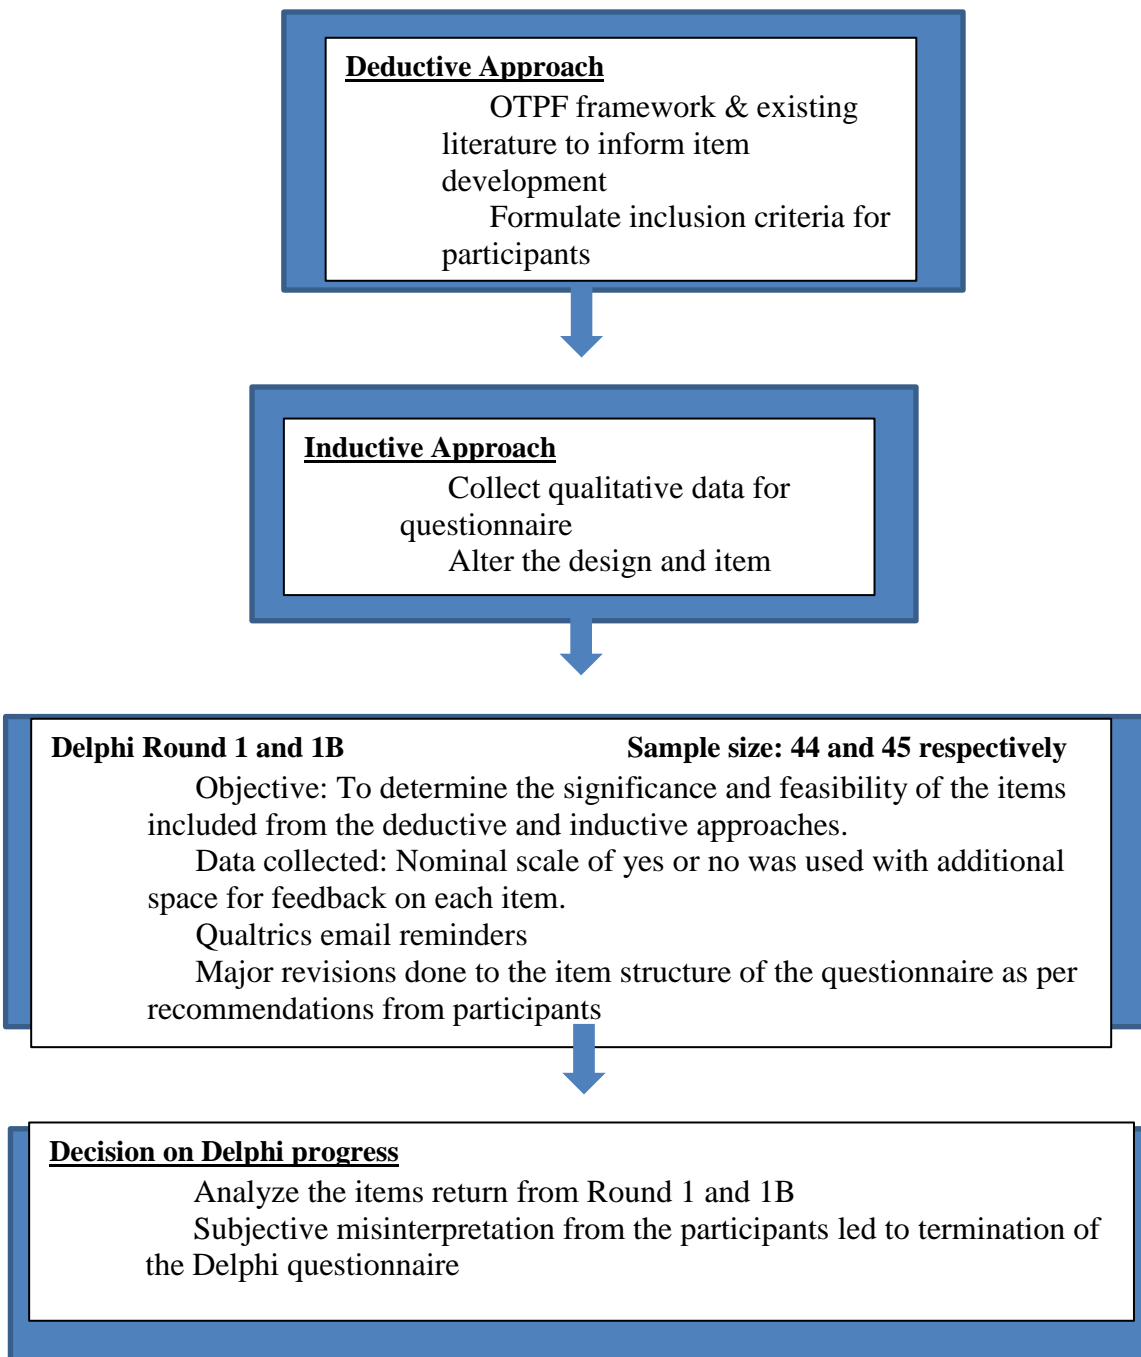 Deductive Approach
OTPF framework & existing
literature to inform item
development
Formulate inclusion criteria for
participants
Inductive Approach
Collect qualitative data for
questionnaire
Alter the design and item
Delphi Round 1 and 1B Sample size: 44 and 45 respectively
Objective: To determine the significance and feasibility of the items
included from the deductive and inductive approaches.
Data collected: Nominal scale of yes or no was used with additional
space for feedback on each item.
Qualtrics email reminders
Major revisions done to the item structure of the questionnaire as per
recommendations from participants
Decision on Delphi progress
Analyze the items return from Round 1 and 1B
Subjective misinterpretation from the participants led to termination of
the Delphi questionnaire